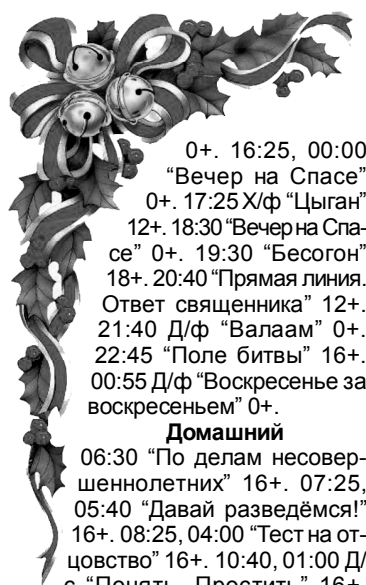 0+. 16:25, 00:00
“Вечер на Спасе”
0+. 17:25 Х/ф “Цыган”
12+. 18:30 “Вечер на Спа-
се” 0+. 19:30 “Бесогон”
18+. 20:40 “Прямая линия.
Ответ священника” 12+.
21:40 Д/ф “Валаам” 0+.
22:45 “Поле битвы” 16+.
00:55 Д/ф “Воскресенье за
воскресеньем” 0+.
Домашний
06:30 “По делам несовер-
шеннолетних” 16+. 07:25,
05:40 “Давай разведёмся!”
16+. 08:25, 04:00 “Тест на от-
цовство” 16+. 10:40, 01:00 Д/
с “Понять. Простить” 16+.